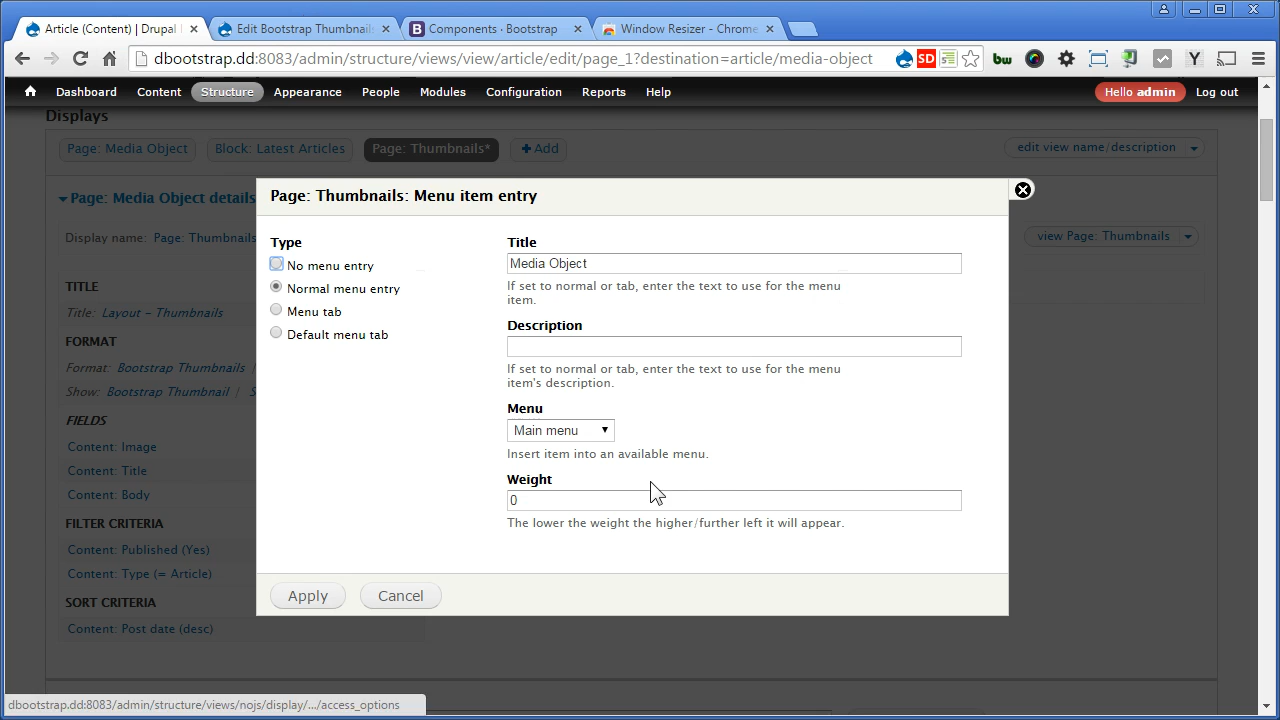 Article (Content) | Drupal
Edit Bootstrap Thumbnails
Components · Bootstrap
Window Resizer - Chrome
dbootstrap.dd:8083/admin/structure/views/view/article/edit/page_1?destination=article/media-object
SD
bw
Y
Dashboard
Content
Structure
Appearance
People
Modules
Configuration
Reports
Help
Hello admin
Log out
Displays
Page: Media Object
Block: Latest Articles
Page: Thumbnails*
Add
edit view name/description
Page: Media Object details
Display name: Page: Thumbnails
view Page: Thumbnails
TITLE
Title: Layout - Thumbnails
FORMAT
Format: Bootstrap Thumbnails |
Show: Bootstrap Thumbnail | S
FIELDS
Content: Image
Content: Title
Content: Body
FILTER CRITERIA
Content: Published (Yes)
Content: Type (= Article)
SORT CRITERIA
Content: Post date (desc)
Page: Thumbnails: Menu item entry
Type
No menu entry
Normal menu entry
Menu tab
Default menu tab
Title
Media Object
If set to normal or tab, enter the text to use for the menu
item.
Description
If set to normal or tab, enter the text to use for the menu
item's description.
Menu
Main menu
Insert item into an available menu.
Weight
0
The lower the weight the higher/further left it will appear.
Apply
Cancel
dbootstrap.dd:8083/admin/structure/views/nojs/display/.../access_options